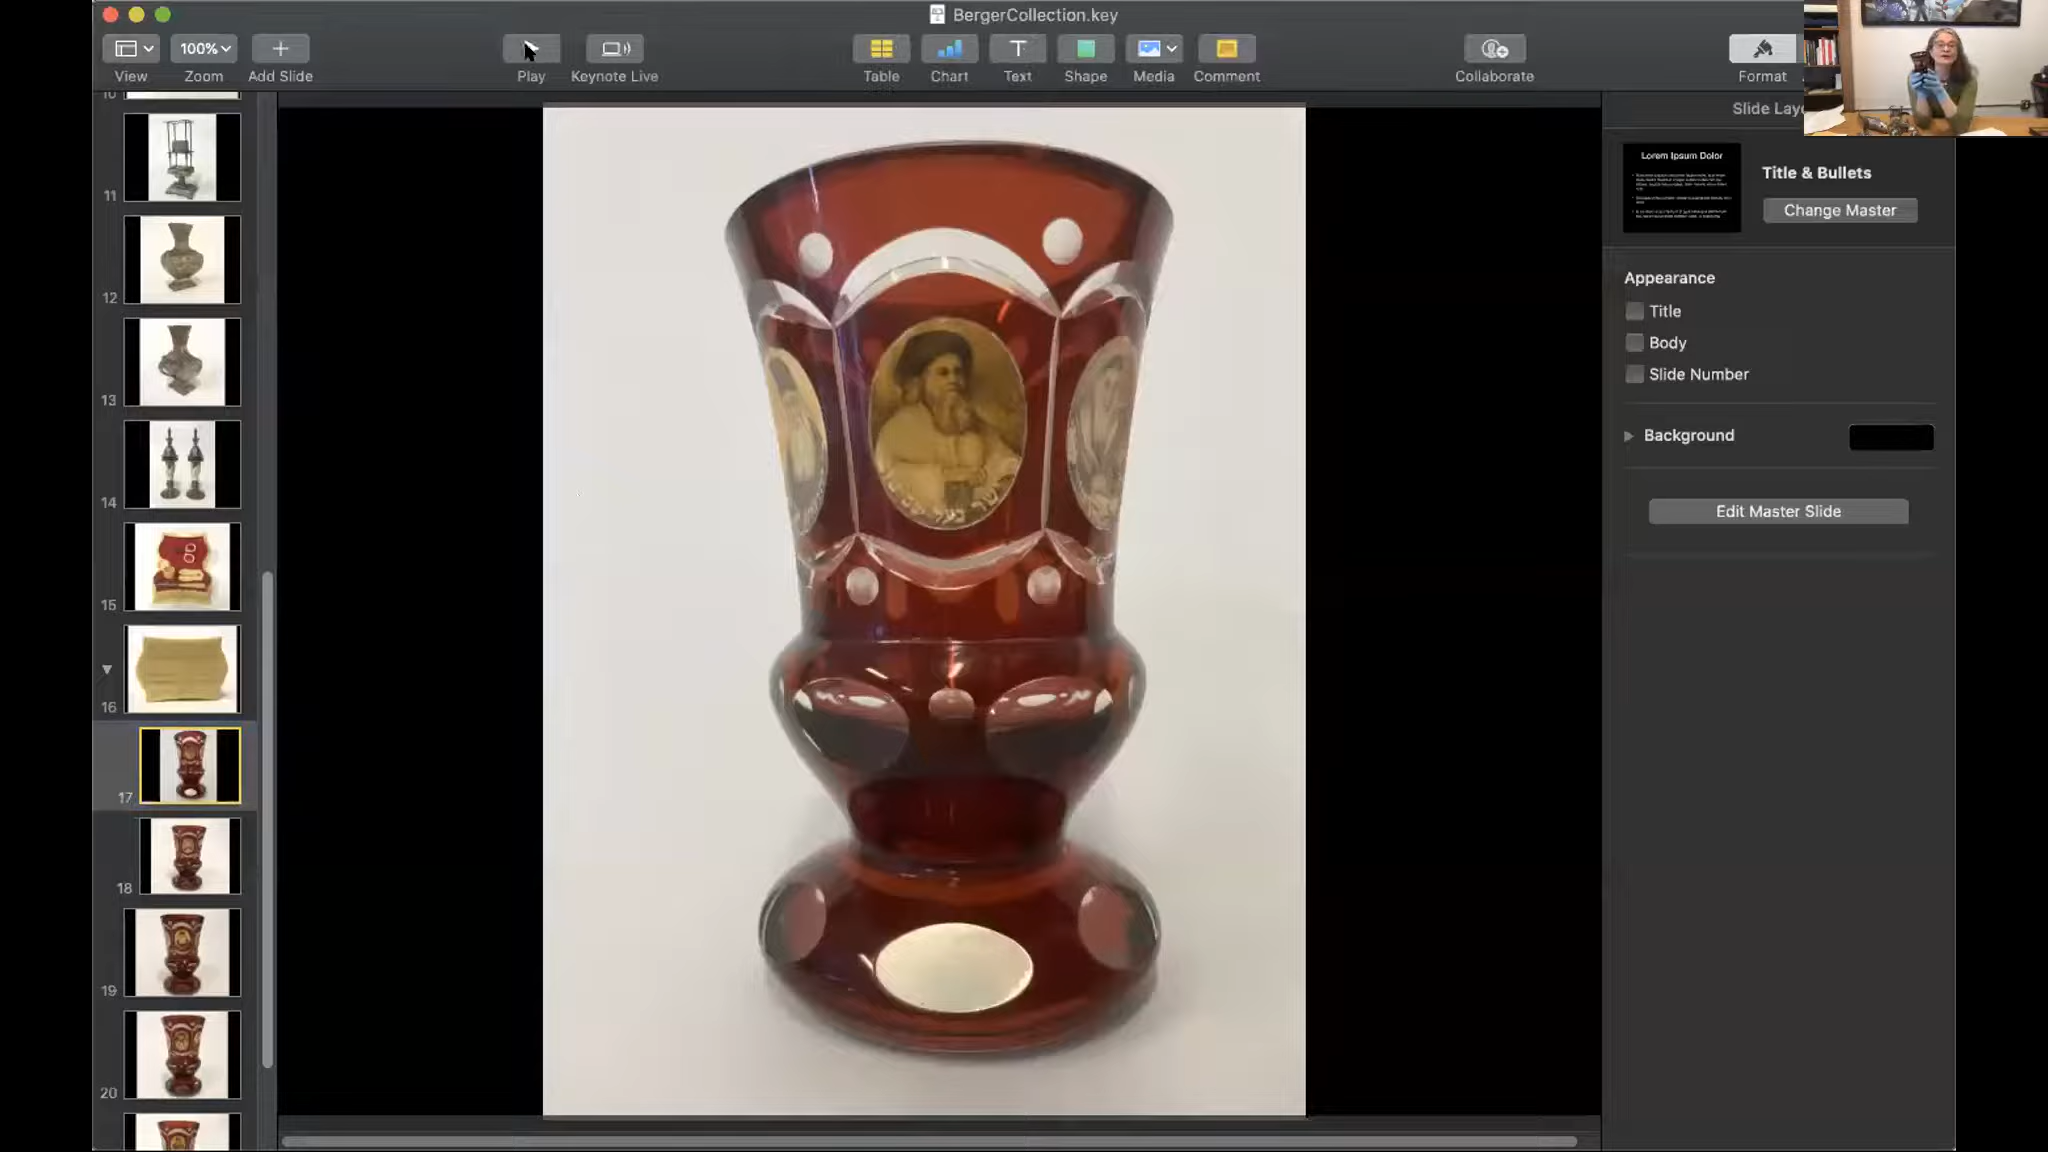 BergerCollection.key
View
100%
Zoom
Add Slide
Play
Keynote Live
Table
Chart
Text
Shape
Media
Comment
Collaborate
Format
11
12
13
14
15
16
17
18
19
20
Slide
Lorem Ipsum Dolor
Title & Bullets
Change Master
Appearance
Title
Body
Slide Number
Background
Edit Master Slide